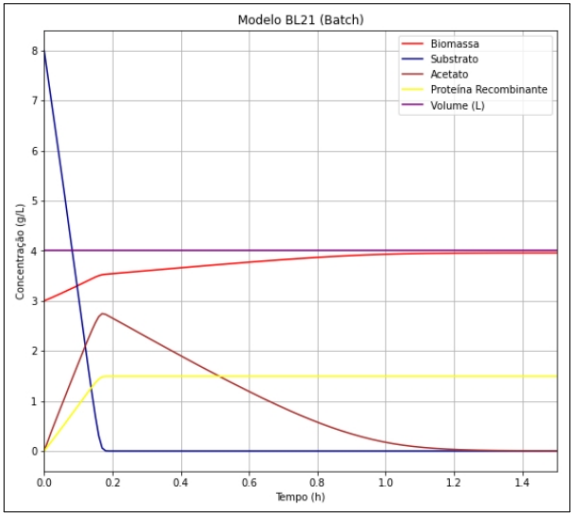 Modelo BL21 (Batch)
Biomassa
Substrato
Acetato
Proteína Recombinante
Volume (L)
Concentração (g/L)
8
7
6
5
4
3
2
1
0
0.0 0.2 0.4 0.6 0.8 1.0 1.2 1.4
Tempo (h)